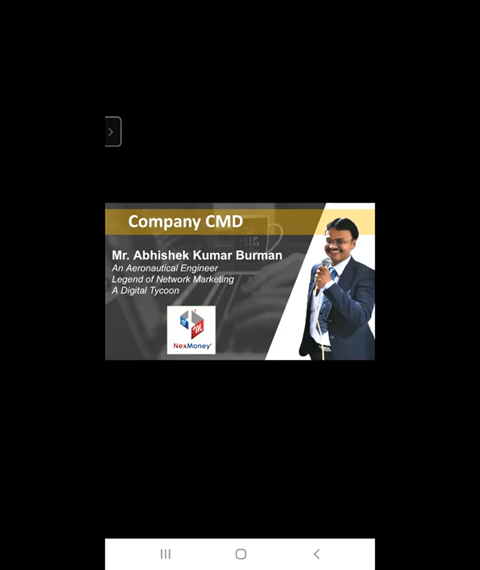 Company CMD
Mr. Abhishek Kumar Burman
An Aeronautical Engineer
Legend of Network Marketing
A Digital Tycoon
NexMoney